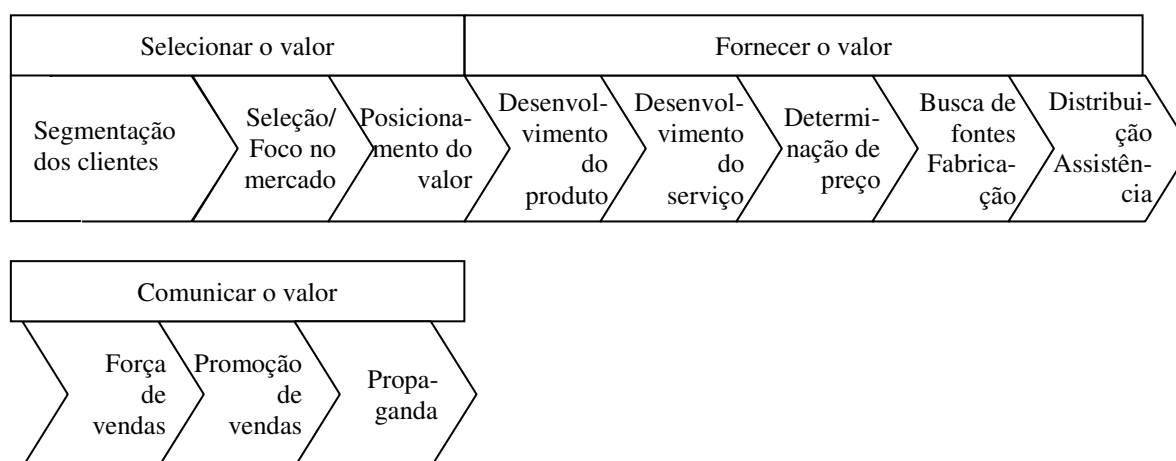 Selecionar o valor
Fornecer o valor
Segmentação
dos clientes
Seleção/
Foco no
mercado
Posiciona-
mento do
valor
Desenvol-
vimento
do
produto
Desenvol-
vimento
do
serviço
Determi-
nação de
preço
Busca de
fontes
Fabrica-
ção
Distribui-
ção
Assistên-
cia
Comunicar o valor
Força
de
vendas
Promoção
de
vendas
Propa-
ganda